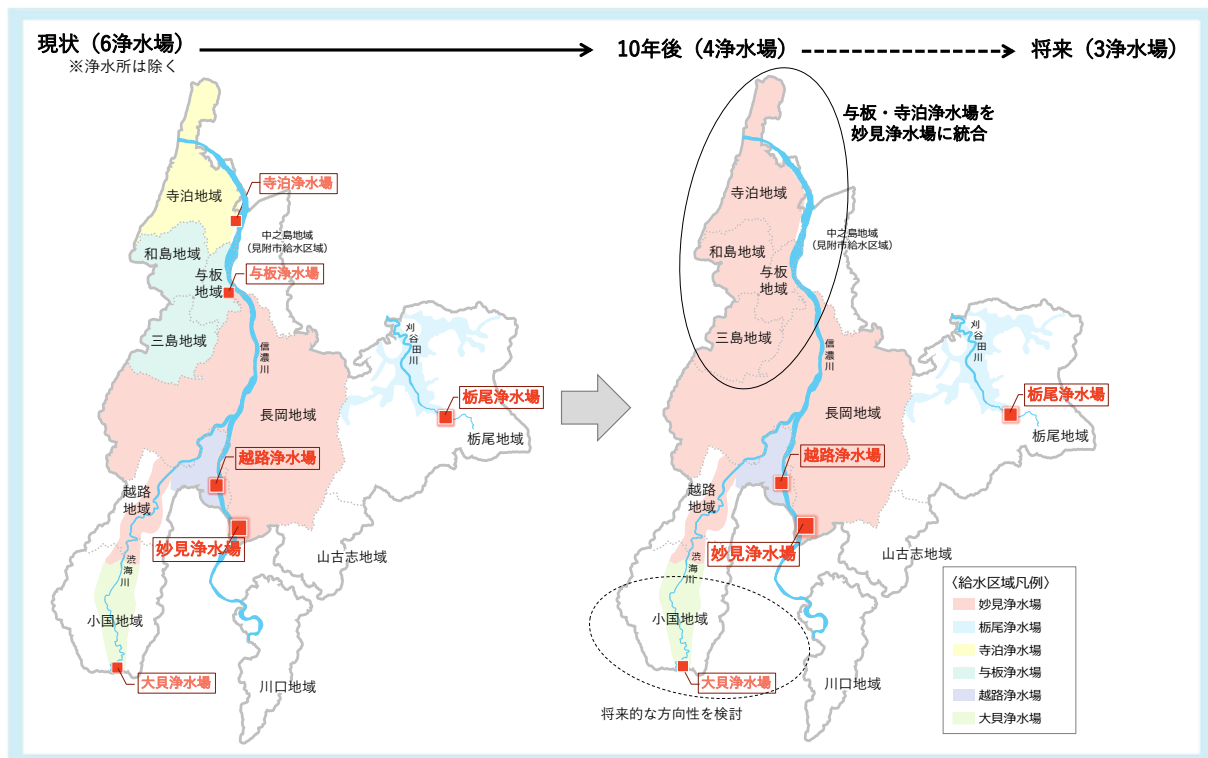 現状（6浄水場）
※浄水所は除く
10年後（4浄水場）
将来（3浄水場）
寺泊浄水場
寺泊地域
中之島地域
（見附市給水区域）
和島地域
与板
地域
与板浄水場
三島地域
信濃川
刈谷田川
長岡地域
栃尾浄水場
栃尾地域
越路浄水場
越路
地域
妙見浄水場
渋海川
山古志地域
小国地域
大貝浄水場
川口地域
与板・寺泊浄水場を
妙見浄水場に統合
寺泊地域
中之島地域
（見附市給水区域）
和島地域
与板
地域
三島地域
信濃川
刈谷田川
長岡地域
栃尾浄水場
栃尾地域
越路浄水場
越路
地域
妙見浄水場
渋海川
山古志地域
小国地域
大貝浄水場
川口地域
将来的な方向性を検討
〈給水区域凡例〉
妙見浄水場
栃尾浄水場
寺泊浄水場
与板浄水場
越路浄水場
大貝浄水場